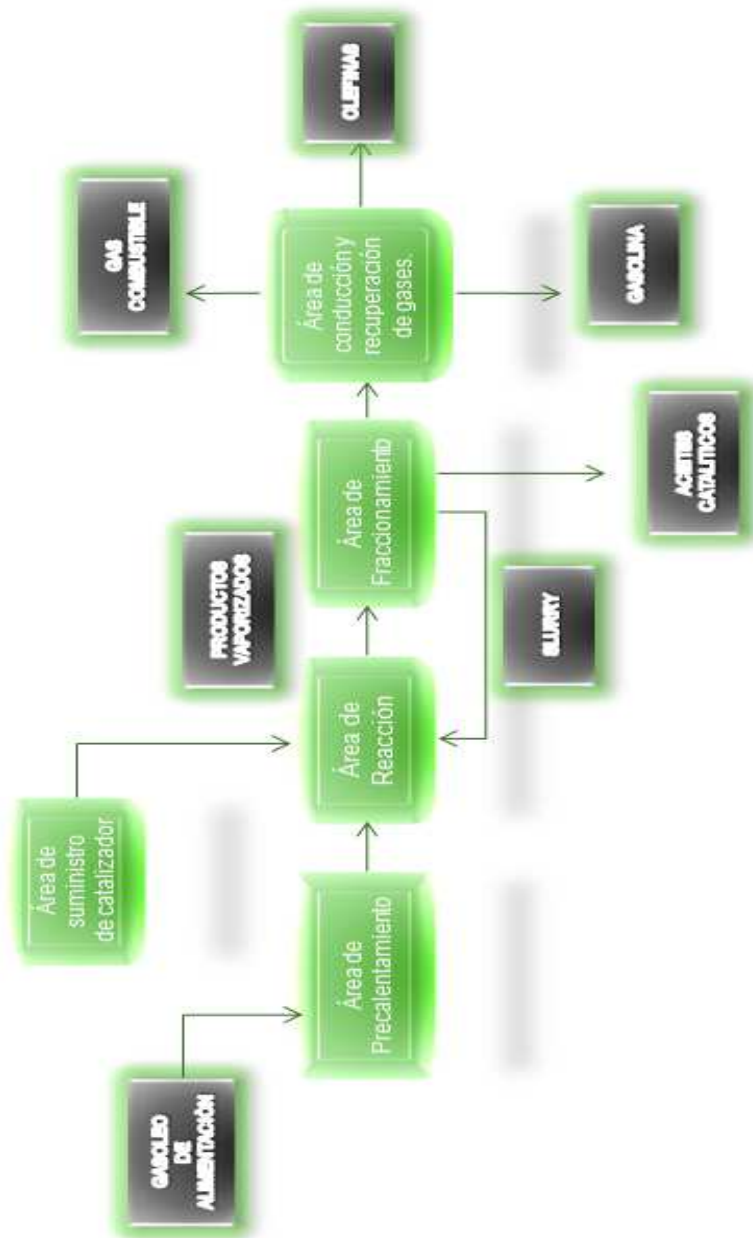 GASOLEO
DE
ALIMENTACIÓN
Área de
Precalentamiento
Área de
suministro
de catalizador
Área de
Reacción
PRODUCTOS
VAPORIZADOS
Área de
Fraccionamiento
SLURRY
ACEITES
CATALITICOS
Área de
conducción y
recuperación
de gases.
GAS
COMBUSTIBLE
OLEFINAS
GASOLINA